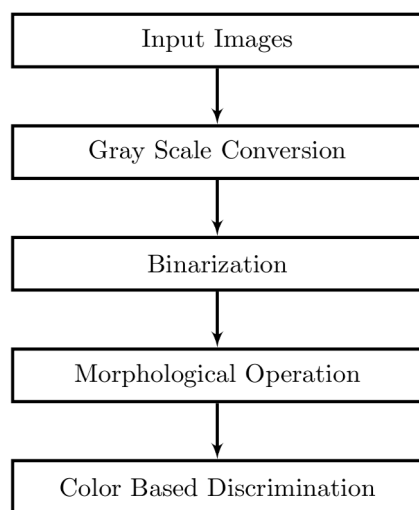 Input Images
Gray Scale Conversion
Binarization
Morphological Operation
Color Based Discrimination